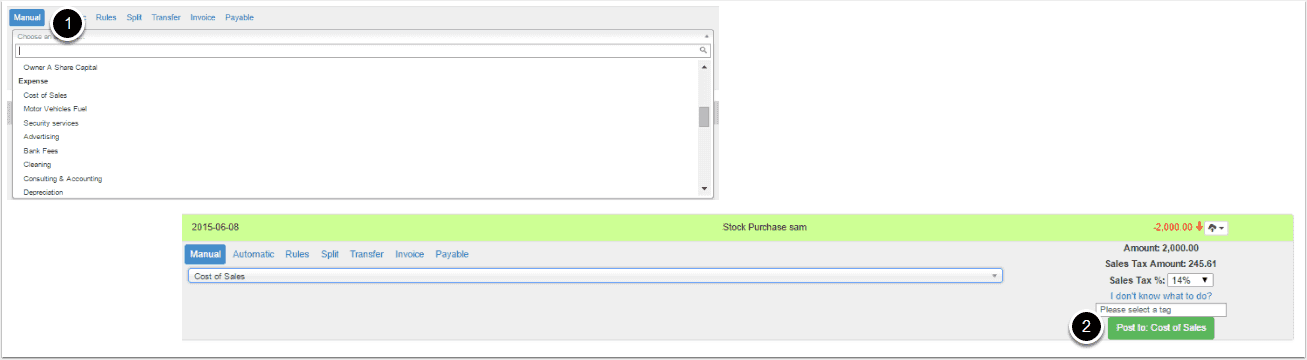 Manual Rules Split Transfer Invoice Payable
1
Choose an
Owner A Share Capital
Expense
Cost of Sales
Motor Vehicles Fuel
Security services
Advertising
Bank Fees
Cleaning
Consulting & Accounting
Depreciation
2015-06-08 Stock Purchase sam -2,000.00
Manual Automatic Rules Split Transfer Invoice Payable
Cost of Sales
Amount: 2,000.00
Sales Tax Amount: 245.61
Sales Tax %: 14%
I don't know what to do?
Please select a tag
2
Post to: Cost of Sales